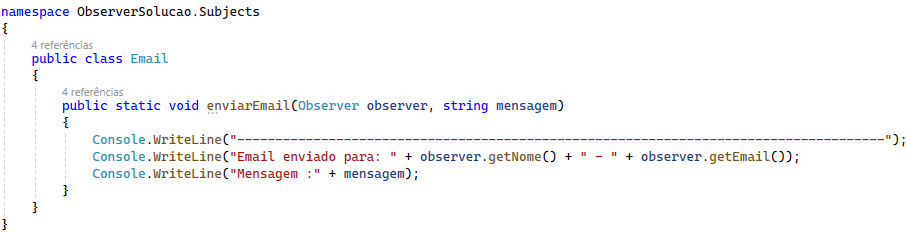 namespace ObserverSolucao.Subjects
{
4 referências
public class Email
{
4 referências
public static void enviarEmail(Observer observer, string mensagem)
{
Console.WriteLine("-------------------------------------------------------------------------------------");
Console.WriteLine("Email enviado para: " + observer.getNome() + " - " + observer.getEmail());
Console.WriteLine("Mensagem :" + mensagem);
}
}
}